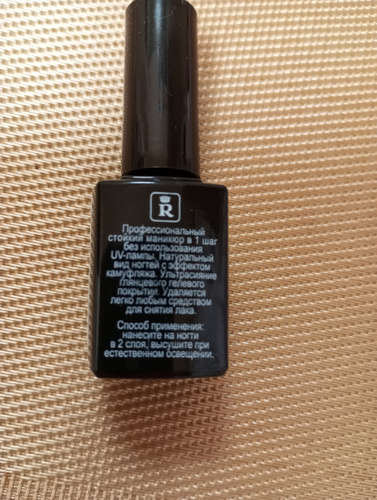 R
Профессиональный
стойкий маникюр в 1 шаг
без использования
UV-лампы. Натуральный
вид ногтей с эффектом
камуфляжа. Ультрасияние
глянцевого гелевого
покрытия. Удаляется
легко любым средством
для снятия лака.
Способ применения:
нанесите на ногти
в 2 слоя, высушите при
естественном освещении.